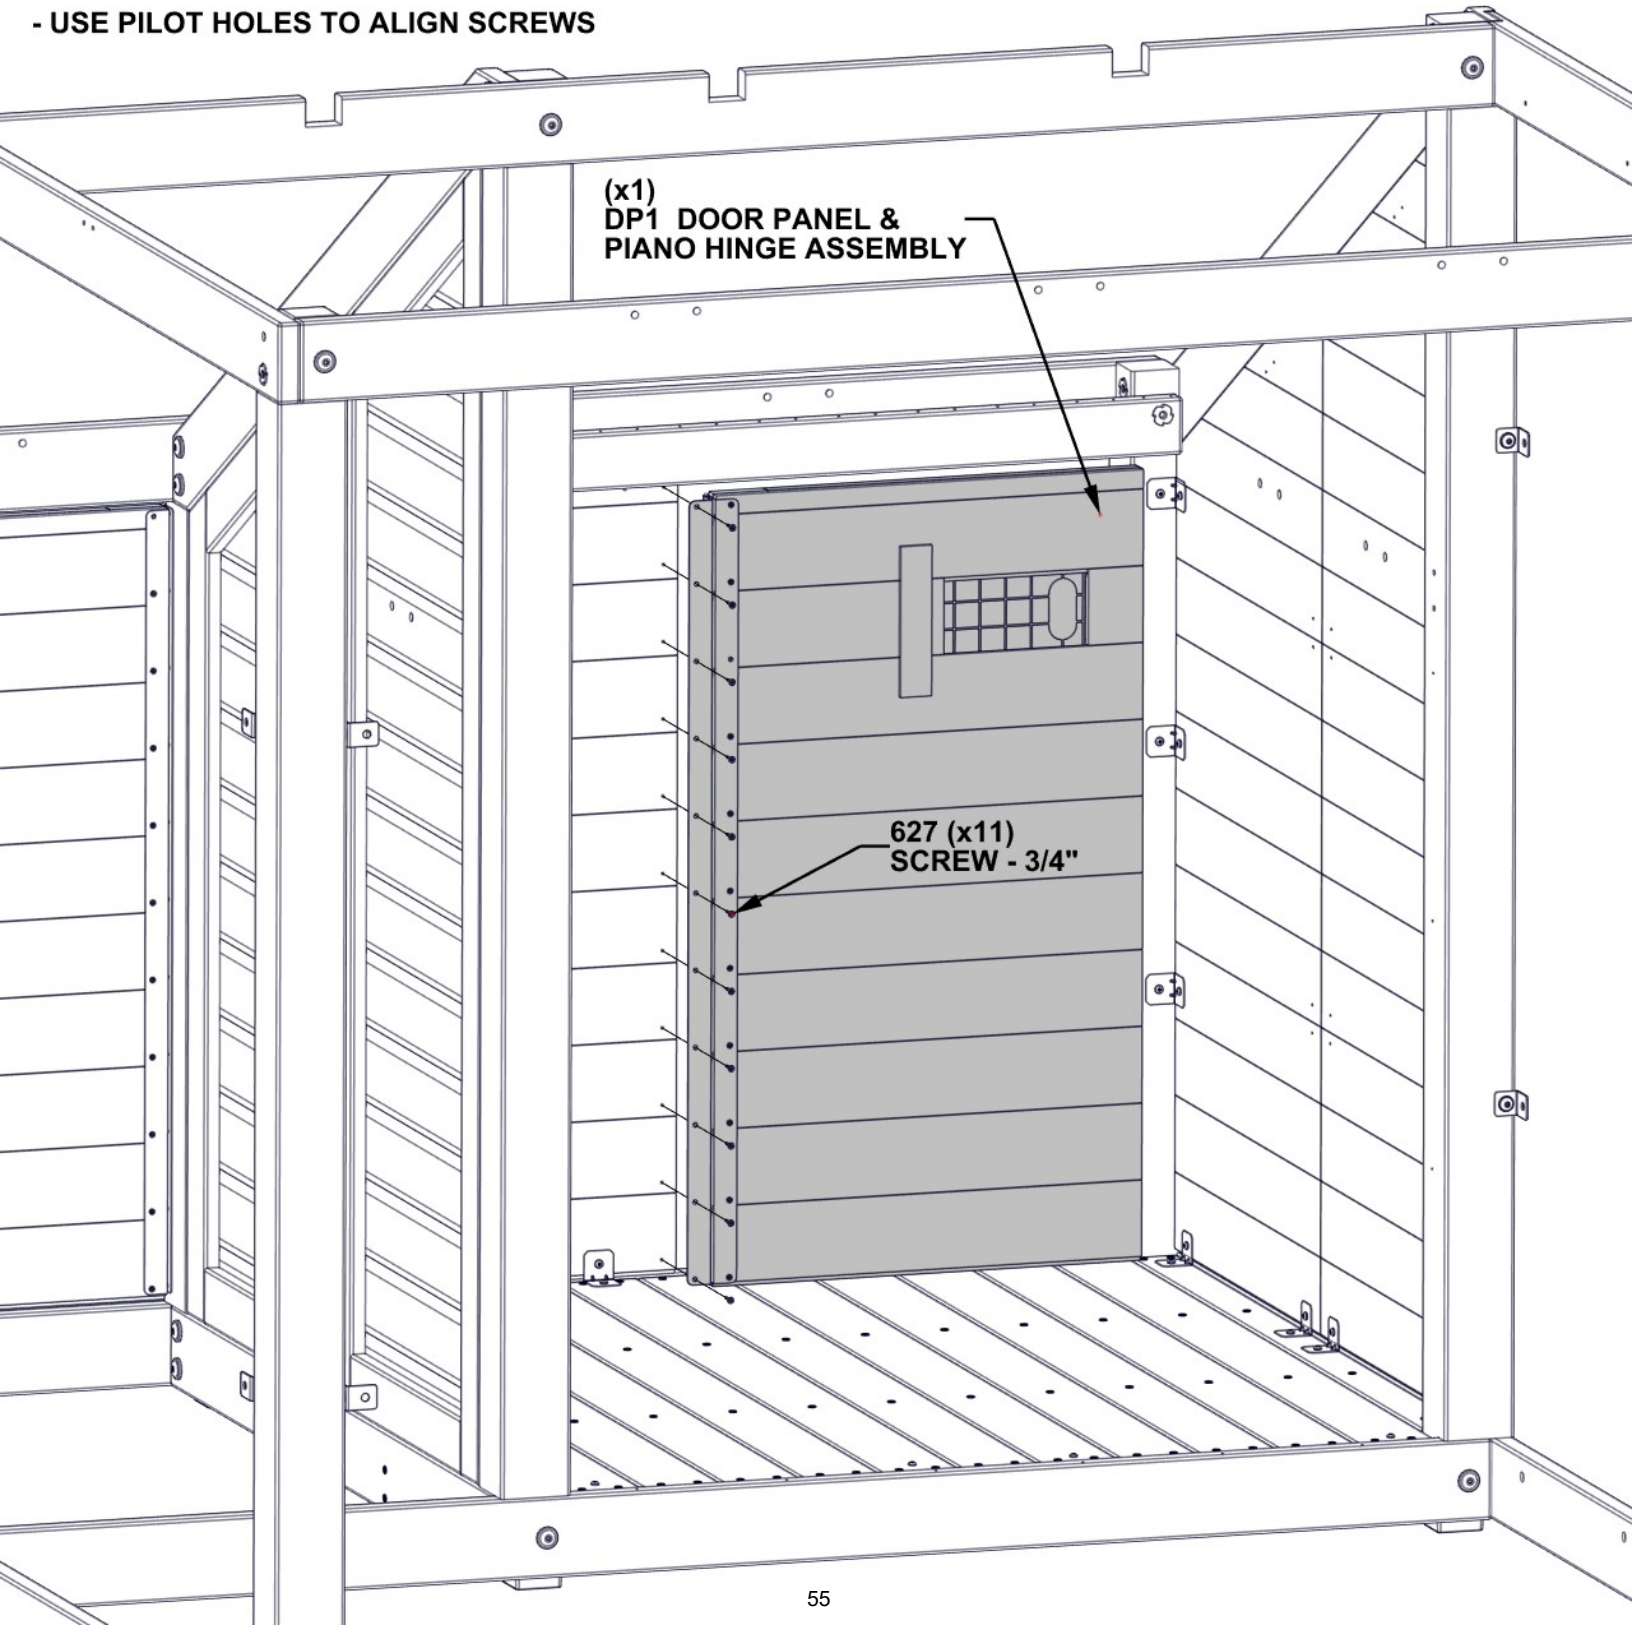 - USE PILOT HOLES TO ALIGN SCREWS
(x1)
DP1 DOOR PANEL &
PIANO HINGE ASSEMBLY
627 (x11)
SCREW - 3/4"
55